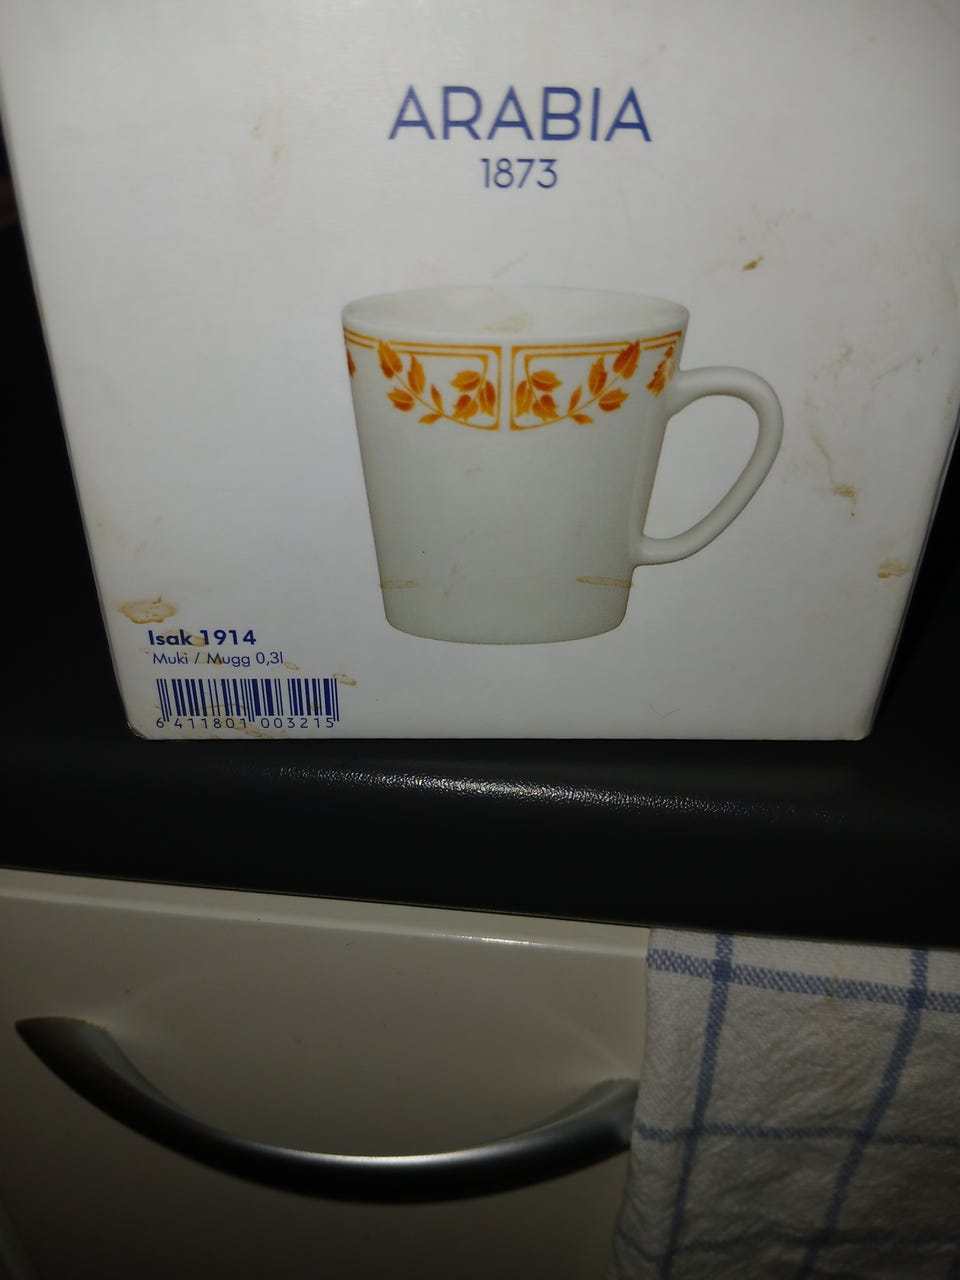 ARABIA
1873
Isak 1914
Muki / Mugg 0,3l
6 411801 003215